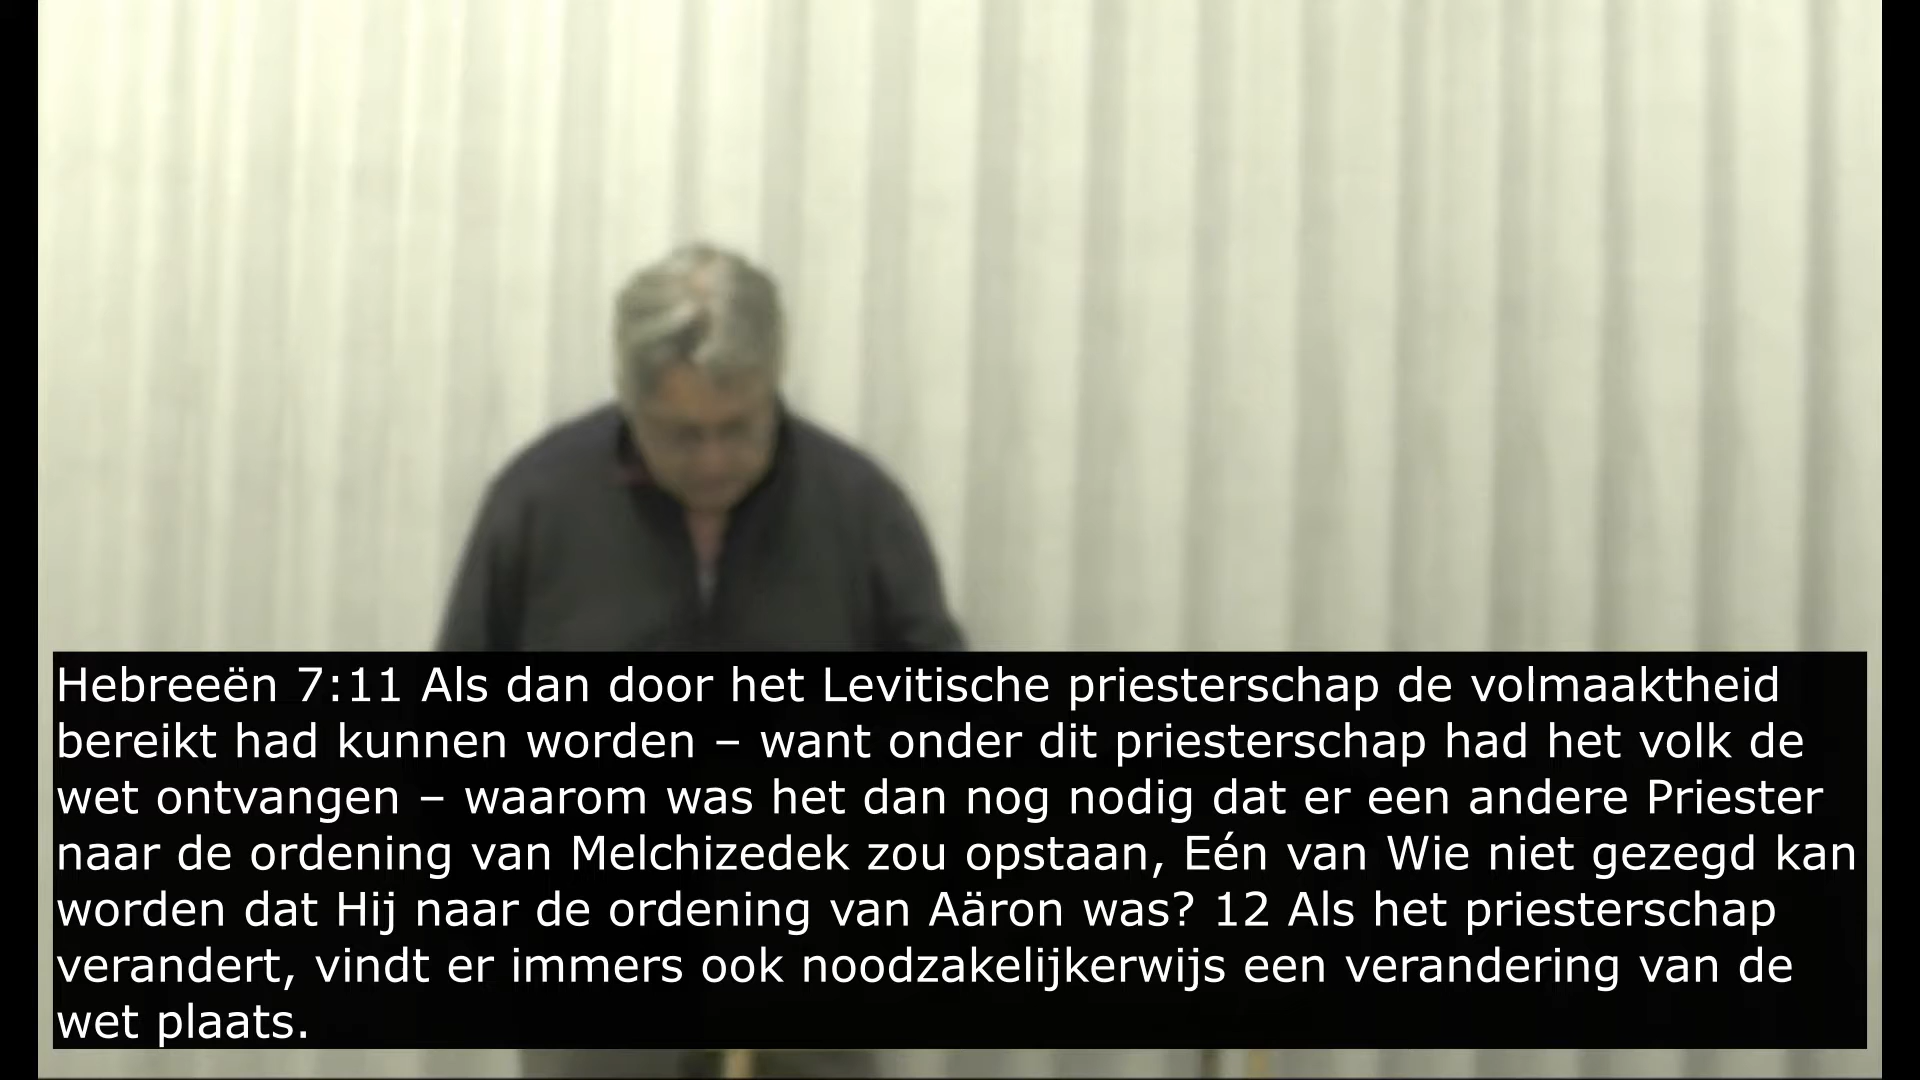 Hebreeën 7:11 Als dan door het Levitische priesterschap de volmaaktheid
bereikt had kunnen worden – want onder dit priesterschap had het volk de
wet ontvangen – waarom was het dan nog nodig dat er een andere Priester
naar de ordening van Melchizedek zou opstaan, Eén van Wie niet gezegd kan
worden dat Hij naar de ordening van Aäron was? 12 Als het priesterschap
verandert, vindt er immers ook noodzakelijkerwijs een verandering van de
wet plaats.